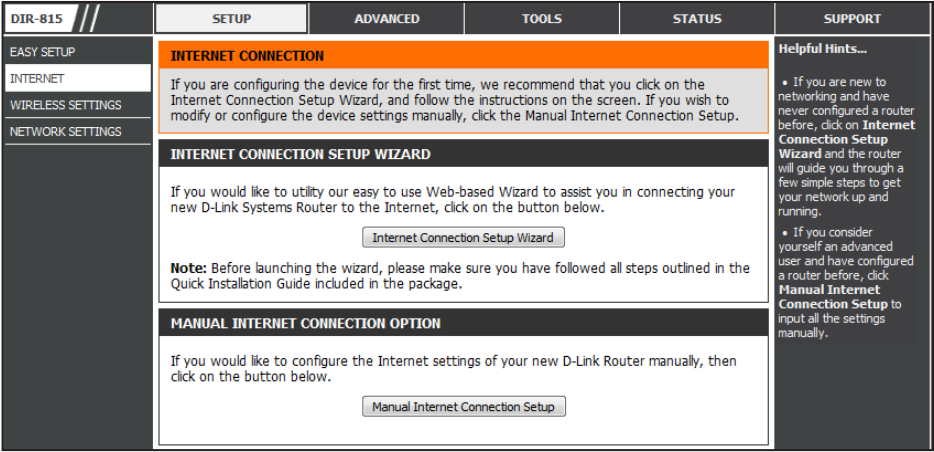 DIR-815
SETUP
ADVANCED
TOOLS
STATUS
SUPPORT
EASY SETUP
INTERNET
WIRELESS SETTINGS
NETWORK SETTINGS
INTERNET CONNECTION
If you are configuring the device for the first time, we recommend that you click on the
Internet Connection Setup Wizard, and follow the instructions on the screen. If you wish to
modify or configure the device settings manually, click the Manual Internet Connection Setup.
INTERNET CONNECTION SETUP WIZARD
If you would like to utility our easy to use Web-based Wizard to assist you in connecting your
new D-Link Systems Router to the Internet, click on the button below.
Internet Connection Setup Wizard
Note: Before launching the wizard, please make sure you have followed all steps outlined in the
Quick Installation Guide included in the package.
MANUAL INTERNET CONNECTION OPTION
If you would like to configure the Internet settings of your new D-Link Router manually, then
click on the button below.
Manual Internet Connection Setup
Helpful Hints...
• If you are new to
networking and have
never configured a router
before, click on Internet
Connection Setup
Wizard and the router
will guide you through a
few simple steps to get
your network up and
running.
• If you consider
yourself an advanced
user and have configured
a router before, click
Manual Internet
Connection Setup to
input all the settings
manually.